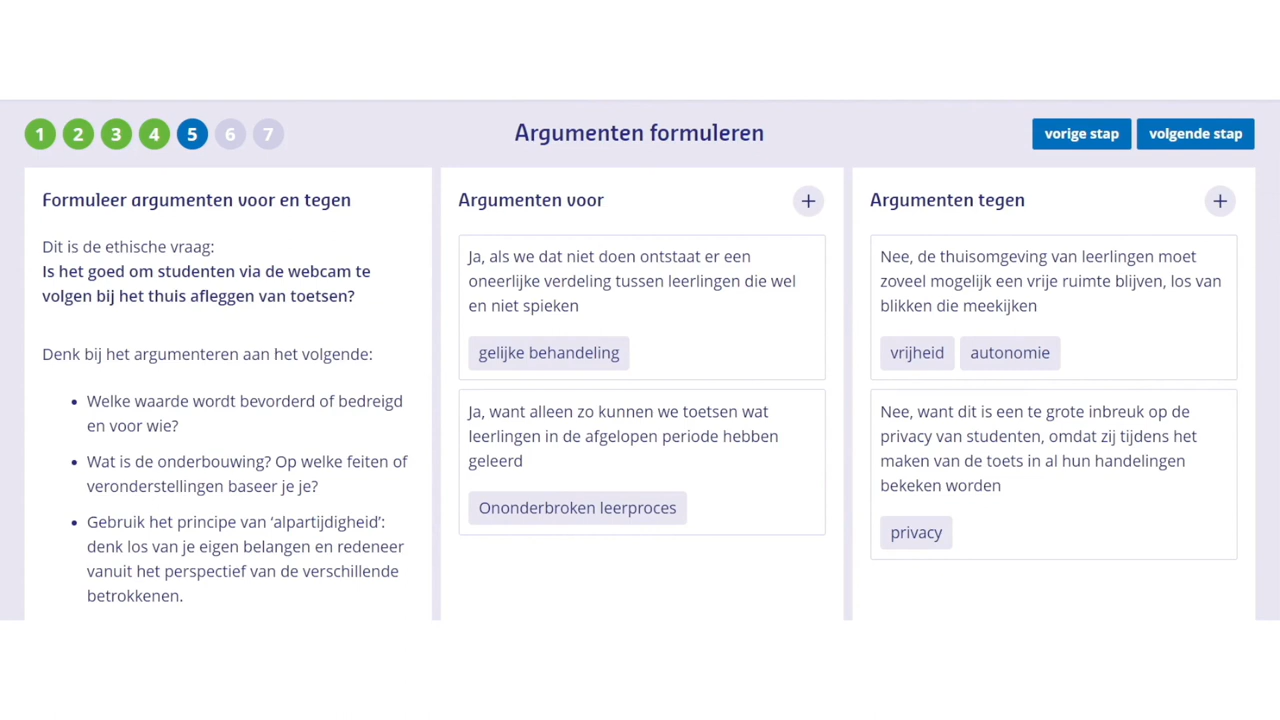 1 2 3 4 5 6 7
Argumenten formuleren
vorige stap
volgende stap
Formuleer argumenten voor en tegen
Dit is de ethische vraag:
Is het goed om studenten via de webcam te
volgen bij het thuis afleggen van toetsen?
Denk bij het argumenteren aan het volgende:
• Welke waarde wordt bevorderd of bedreigd
en voor wie?
• Wat is de onderbouwing? Op welke feiten of
veronderstellingen baseer je je?
• Gebruik het principe van ‘alpartijdigheid’:
denk los van je eigen belangen en redeneer
vanuit het perspectief van de verschillende
betrokkenen.
Argumenten voor
+
Ja, als we dat niet doen ontstaat er een
oneerlijke verdeling tussen leerlingen die wel
en niet spieken
gelijke behandeling
Ja, want alleen zo kunnen we toetsen wat
leerlingen in de afgelopen periode hebben
geleerd
Ononderbroken leerproces
Argumenten tegen
+
Nee, de thuisomgeving van leerlingen moet
zoveel mogelijk een vrije ruimte blijven, los van
blikken die meekijken
vrijheid
autonomie
Nee, want dit is een te grote inbreuk op de
privacy van studenten, omdat zij tijdens het
maken van de toets in al hun handelingen
bekeken worden
privacy